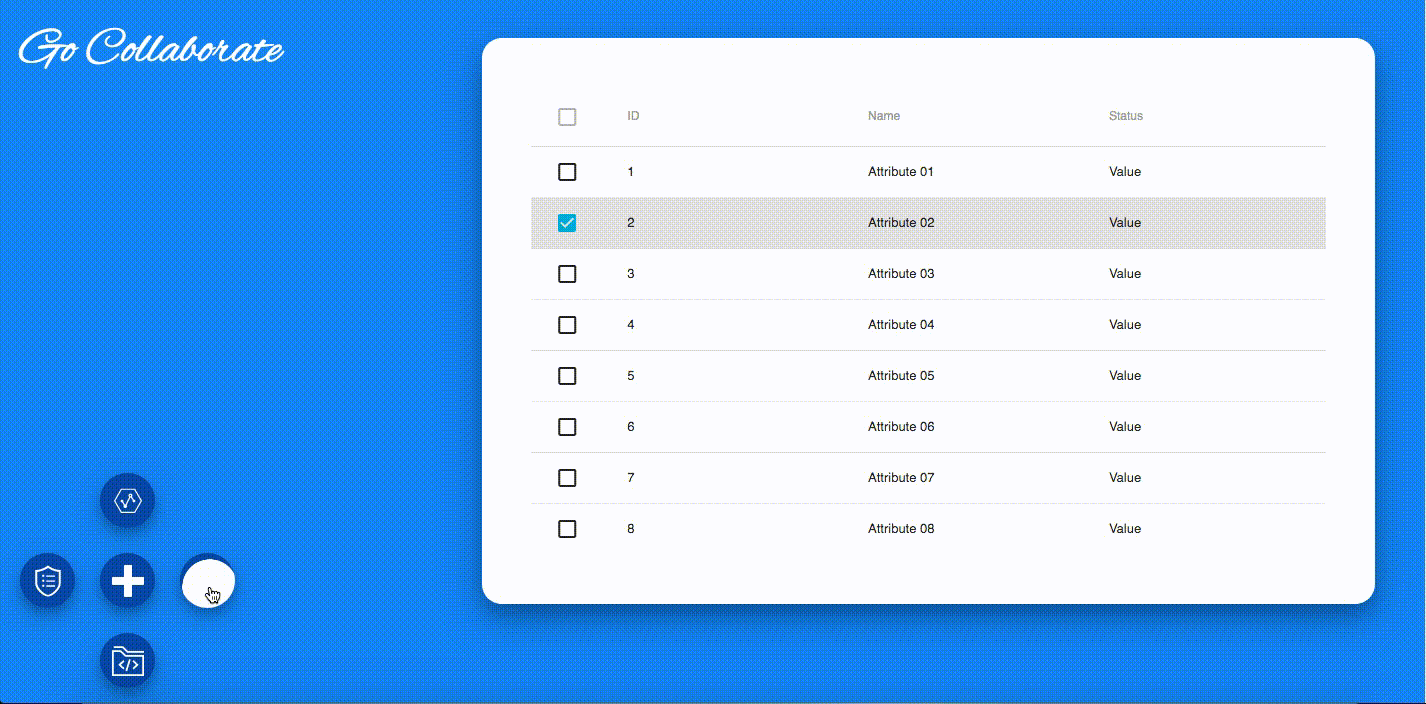 Go Collaborate
ID Name Status
1 Attribute 01 Value
2 Attribute 02 Value
3 Attribute 03 Value
4 Attribute 04 Value
5 Attribute 05 Value
6 Attribute 06 Value
7 Attribute 07 Value
8 Attribute 08 Value